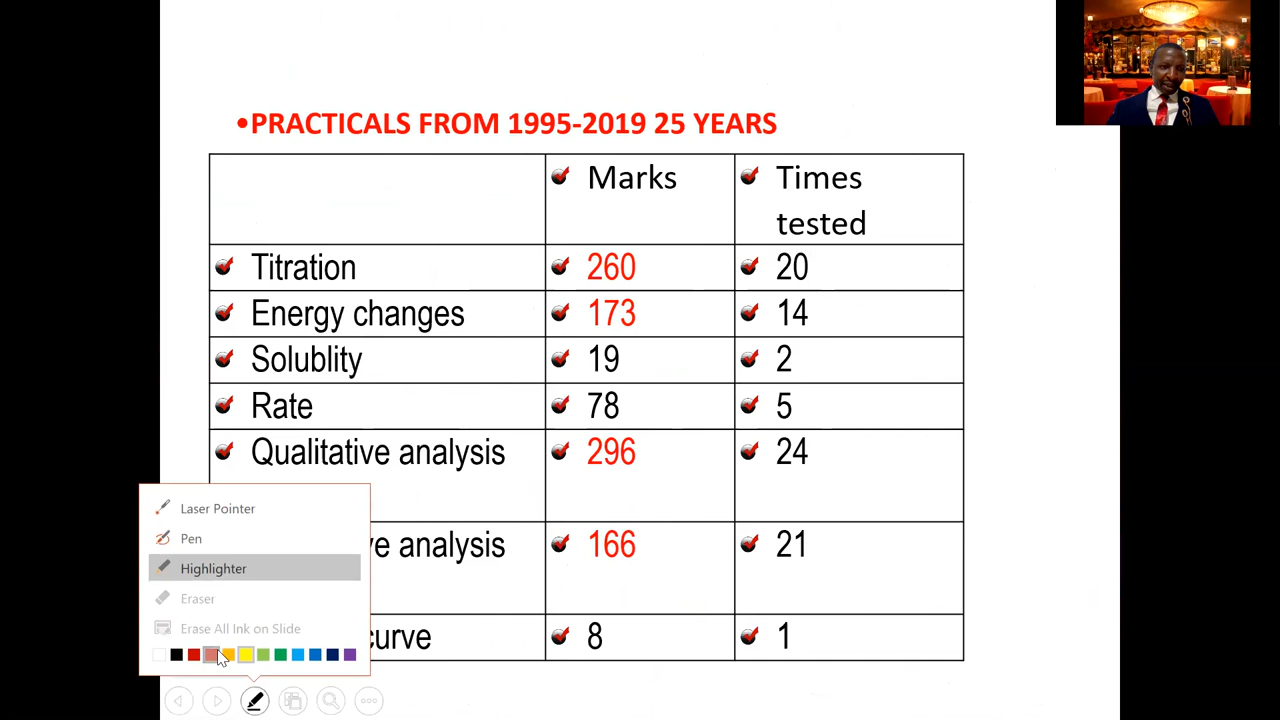 •PRACTICALS FROM 1995-2019 25 YEARS
Marks
Times
tested
Titration 260 20
Energy changes 173 14
Solublity 19 2
Rate 78 5
Qualitative analysis 296 24
analysis 166 21
curve 8 1
Laser Pointer
Pen
Highlighter
Eraser
Erase All Ink on Slide